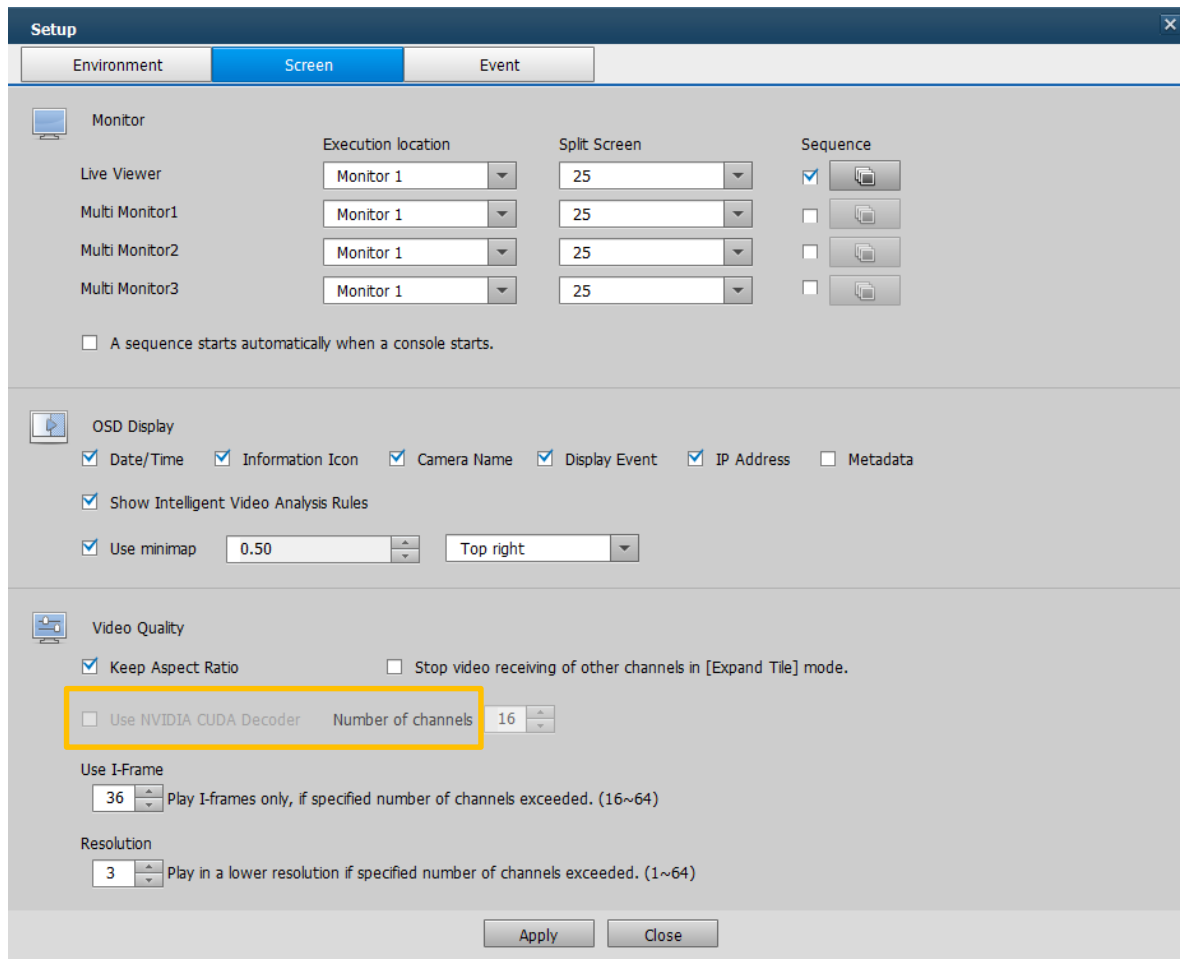 Setup
Environment Screen Event
Monitor
Execution location Split Screen Sequence
Live Viewer Monitor 1 25
Multi Monitor1 Monitor 1 25
Multi Monitor2 Monitor 1 25
Multi Monitor3 Monitor 1 25
A sequence starts automatically when a console starts.
OSD Display
Date/Time Information Icon Camera Name Display Event IP Address Metadata
Show Intelligent Video Analysis Rules
Use minimap 0.50 Top right
Video Quality
Keep Aspect Ratio Stop video receiving of other channels in [Expand Tile] mode.
Use NVIDIA CUDA Decoder Number of channels 16
Use I-Frame
36 Play I-frames only, if specified number of channels exceeded. (16~64)
Resolution
3 Play in a lower resolution if specified number of channels exceeded. (1~64)
Apply Close